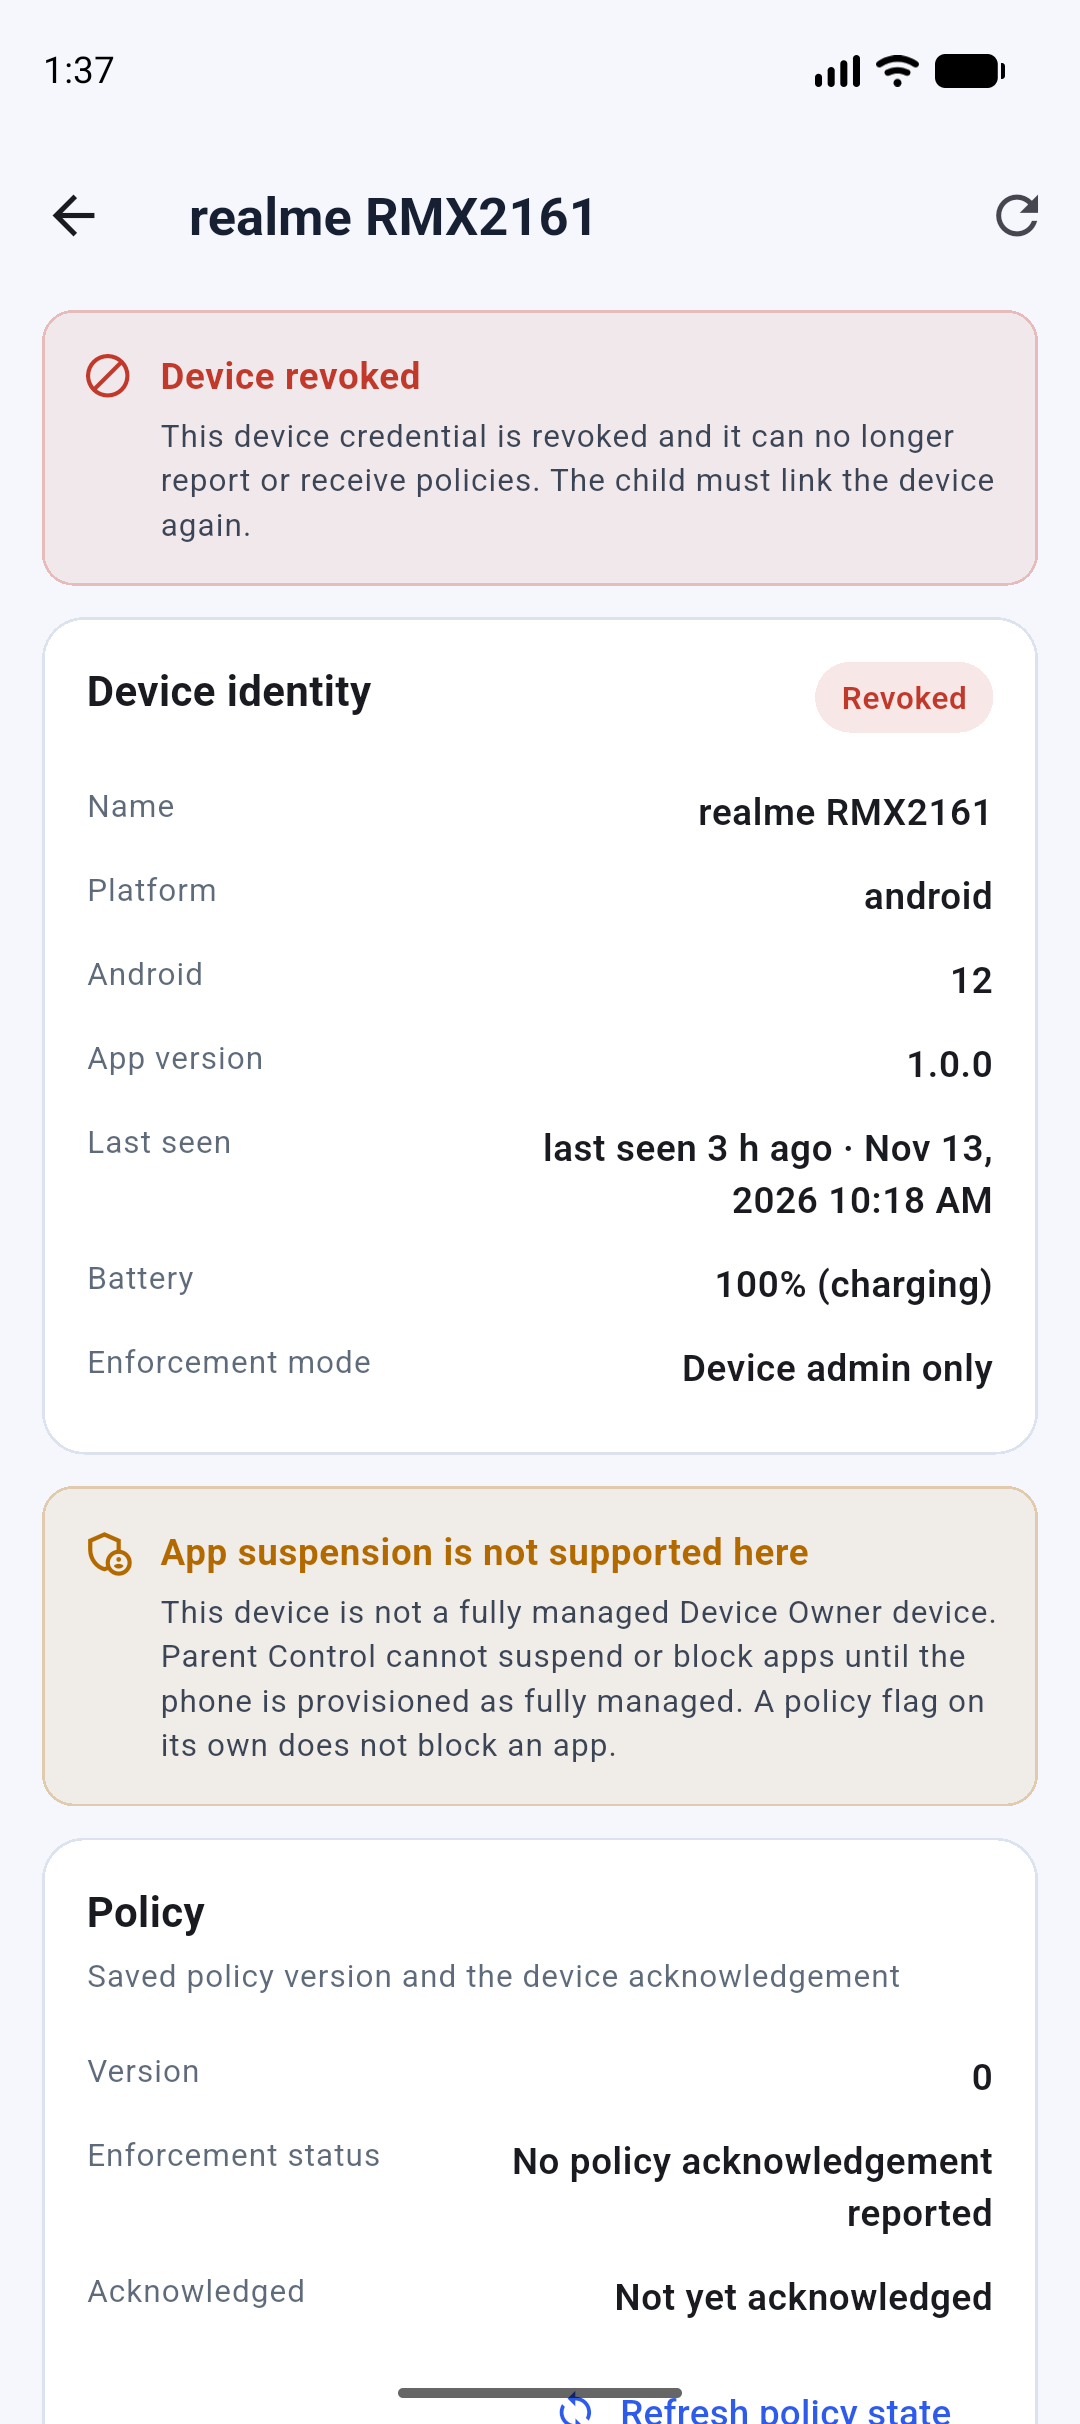 1:37
realme RMX2161
Device revoked
This device credential is revoked and it can no longer
report or receive policies. The child must link the device
again.
Device identity
Revoked
Name
realme RMX2161
Platform
android
Android
12
App version
1.0.0
Last seen
last seen 3 h ago · Nov 13,
2026 10:18 AM
Battery
100% (charging)
Enforcement mode
Device admin only
App suspension is not supported here
This device is not a fully managed Device Owner device.
Parent Control cannot suspend or block apps until the
phone is provisioned as fully managed. A policy flag on
its own does not block an app.
Policy
Saved policy version and the device acknowledgement
Version
0
Enforcement status
No policy acknowledgement
reported
Acknowledged
Not yet acknowledged
Refresh policy state